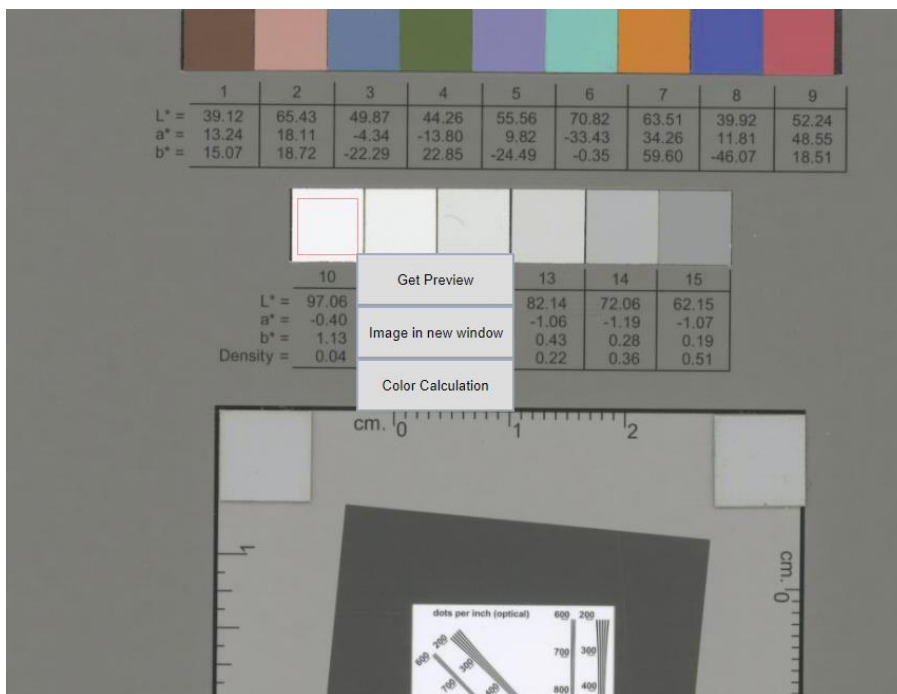 1 2 3 4 5 6 7 8 9
L* = 39.12 65.43 49.87 44.26 55.56 70.82 63.51 39.92 52.24
a* = 13.24 18.11 -4.34 -13.80 9.82 -33.43 34.26 11.81 48.55
b* = 15.07 18.72 -22.29 22.85 -24.49 -0.35 59.60 -46.07 18.51
10 13 14 15
L* = 97.06 82.14 72.06 62.15
a* = -0.40 -1.06 -1.19 -1.07
b* = 1.13 0.43 0.28 0.19
Density = 0.04 0.22 0.36 0.51
Get Preview
Image in new window
Color Calculation
cm. 0 1 2
1
cm.
0
dots per inch (optical) 600 200
200
600 300 700 300
700 400 800 400